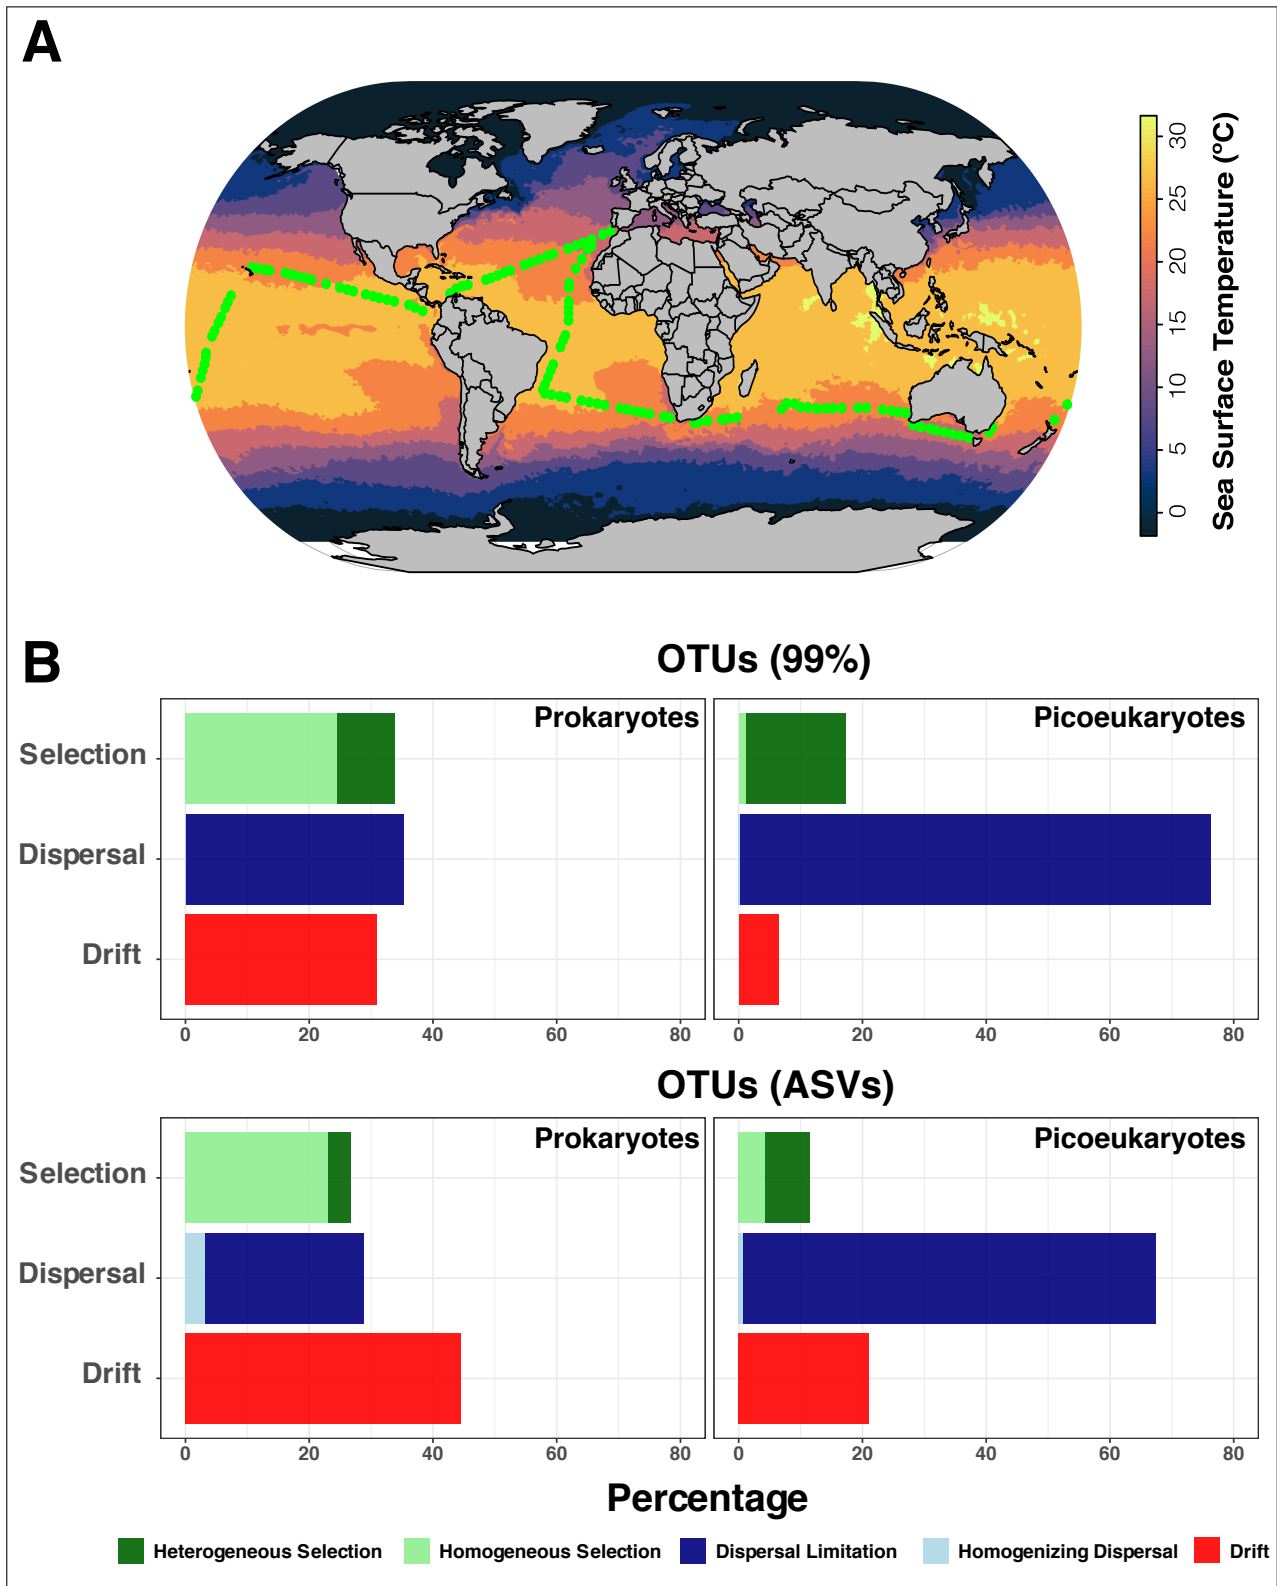 A
30
25
20
15
10
5
0
Sea Surface Temperature (ºC)
B
OTUs (99%)
Prokaryotes
Picoeukaryotes
Selection
Dispersal
Drift
0 20 40 60 80
0 20 40 60 80
OTUs (ASVs)
Prokaryotes
Picoeukaryotes
Selection
Dispersal
Drift
0 20 40 60 80
0 20 40 60 80
Percentage
Heterogeneous Selection Homogeneous Selection Dispersal Limitation Homogenizing Dispersal Drift